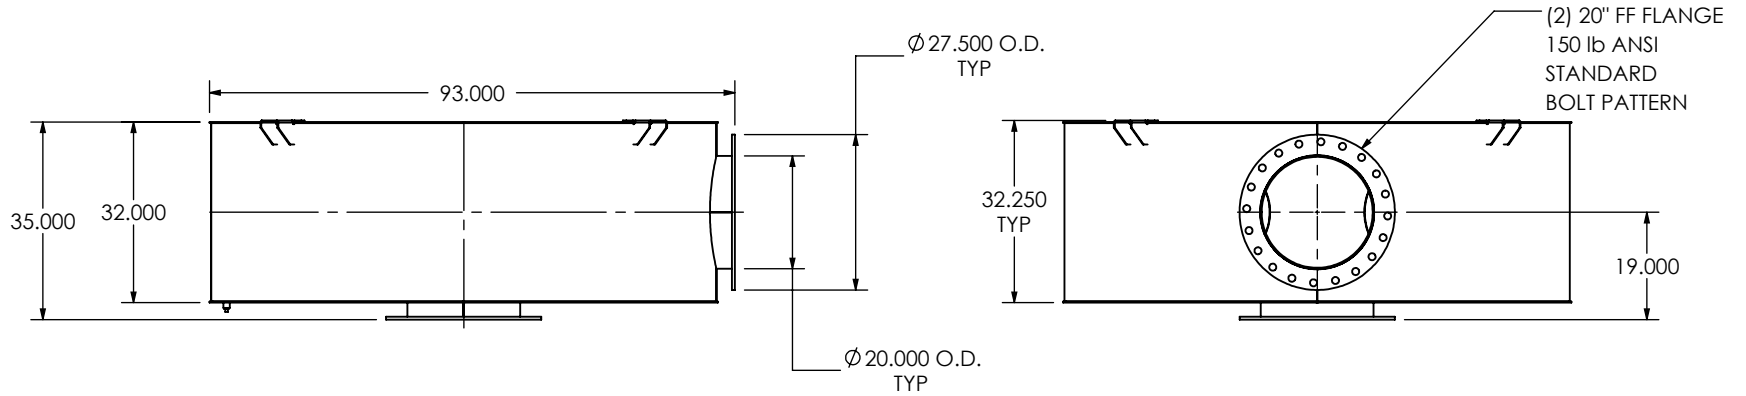 (2) 20" FF FLANGE
150 lb ANSI
STANDARD
BOLT PATTERN
Ø 27.500 O.D.
TYP
93.000
35.000
32.000
32.250
TYP
19.000
Ø 20.000 O.D.
TYP